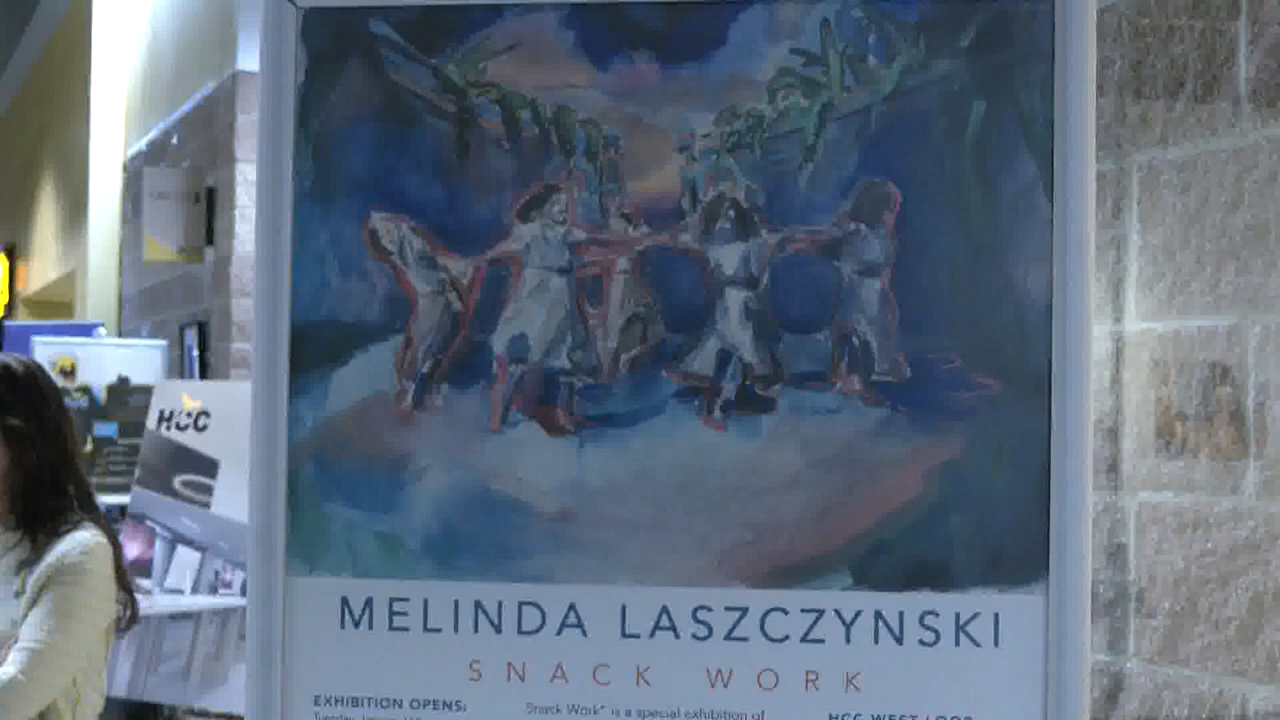 HCC
MELINDA LASZCZYNSKI
SNACK WORK
EXHIBITION OPENS:
Snack Work* is a special exhibition of
HCC WEST LOOP